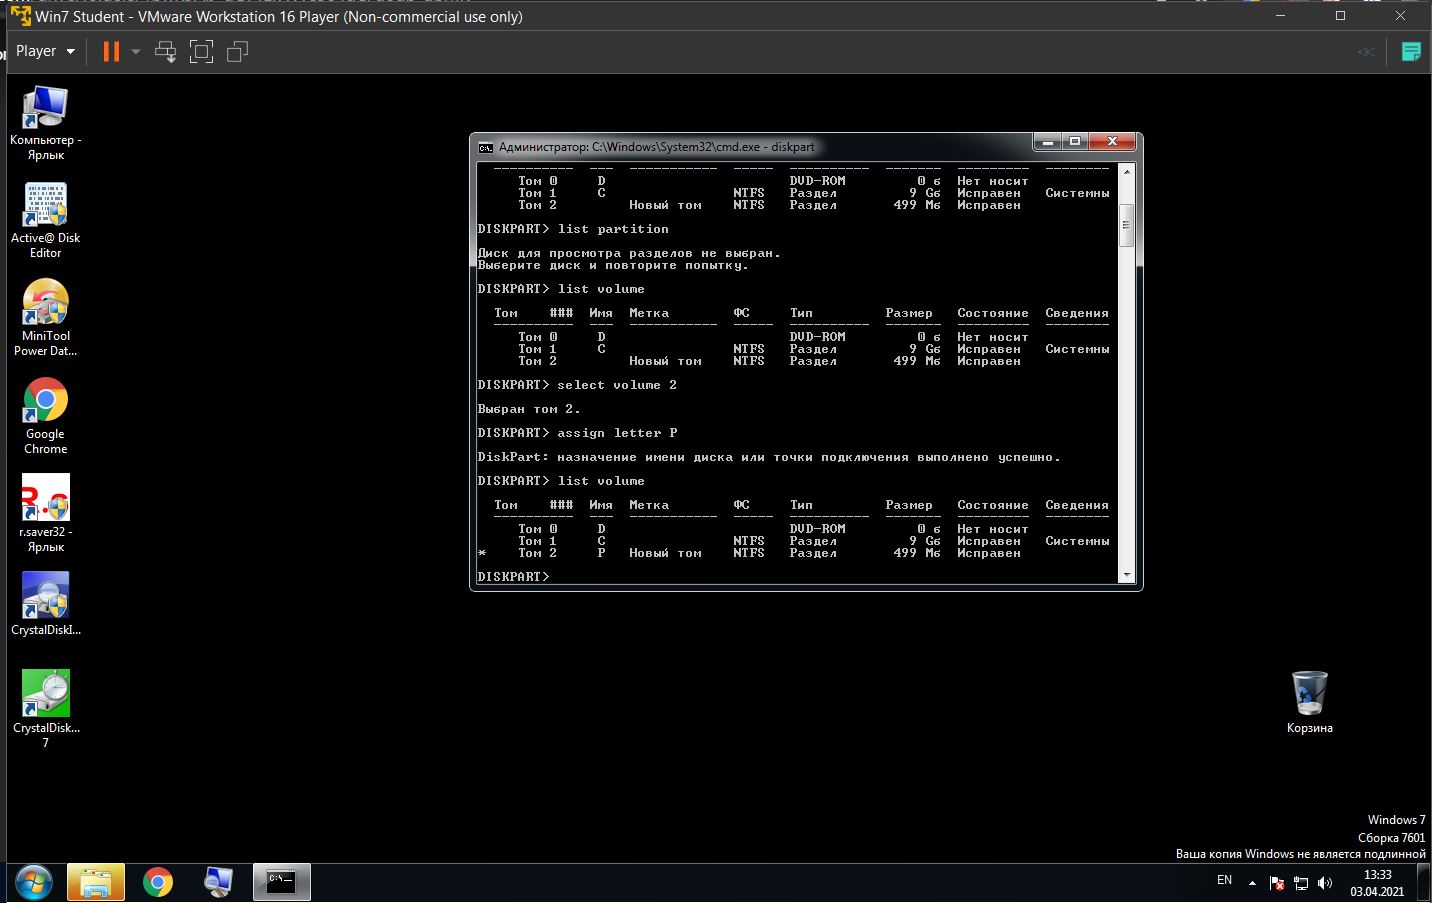 Win7 Student - VMware Workstation 16 Player (Non-commercial use only)
Player
Компьютер - Ярлык
Active@ Disk Editor
MiniTool Power Dat...
Google Chrome
R.s
r.saver32 - Ярлык
CrystalDiskI...
CrystalDisk... 7
Администратор: C:\Windows\System32\cmd.exe - diskpart
Том 0 D DVD-ROM 0 б Нет носит
Том 1 C NTFS Раздел 9 Gб Исправен Системны
Том 2 Новый том NTFS Раздел 499 Mб Исправен
DISKPART> list partition
Диск для просмотра разделов не выбран.
Выберите диск и повторите попытку.
DISKPART> list volume
Том ### Имя Метка ФС Тип Размер Состояние Сведения
Том 0 D DVD-ROM 0 б Нет носит
Том 1 C NTFS Раздел 9 Gб Исправен Системны
Том 2 Новый том NTFS Раздел 499 Mб Исправен
DISKPART> select volume 2
Выбран том 2.
DISKPART> assign letter P
DiskPart: назначение имени диска или точки подключения выполнено успешно.
DISKPART> list volume
Том ### Имя Метка ФС Тип Размер Состояние Сведения
Том 0 D DVD-ROM 0 б Нет носит
Том 1 C NTFS Раздел 9 Gб Исправен Системны
* Том 2 P Новый том NTFS Раздел 499 Mб Исправен
DISKPART>
Корзина
Windows 7
Сборка 7601
Ваша копия Windows не является подлинной
EN
13:33
03.04.2021